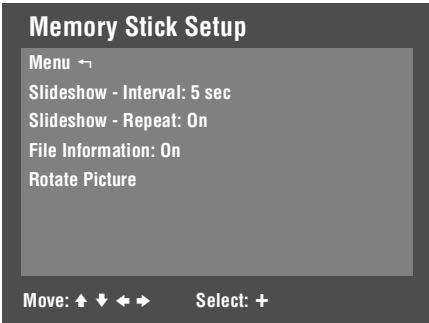 Memory Stick Setup
Menu ↰
Slideshow - Interval: 5 sec
Slideshow - Repeat: On
File Information: On
Rotate Picture
Move: ↑ ↓ ← → Select: +